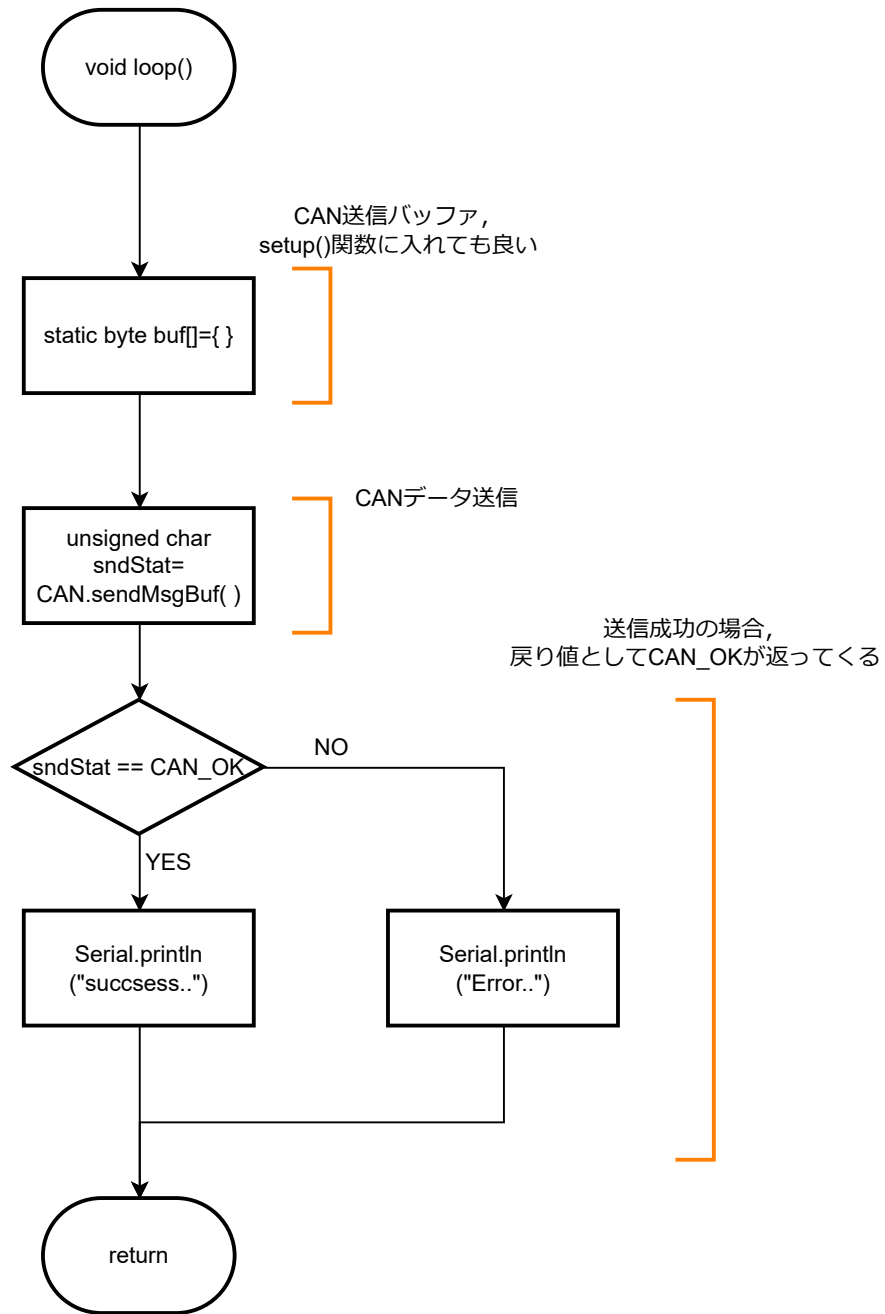 void loop()
CAN送信バッファ,
setup()関数に入れても良い
static byte buf[]={ }
CANデータ送信
unsigned char
sndStat=
CAN.sendMsgBuf( )
送信成功の場合,
戻り値としてCAN_OKが返ってくる
sndStat == CAN_OK
NO
YES
Serial.println
("succsess..")
Serial.println
("Error..")
return